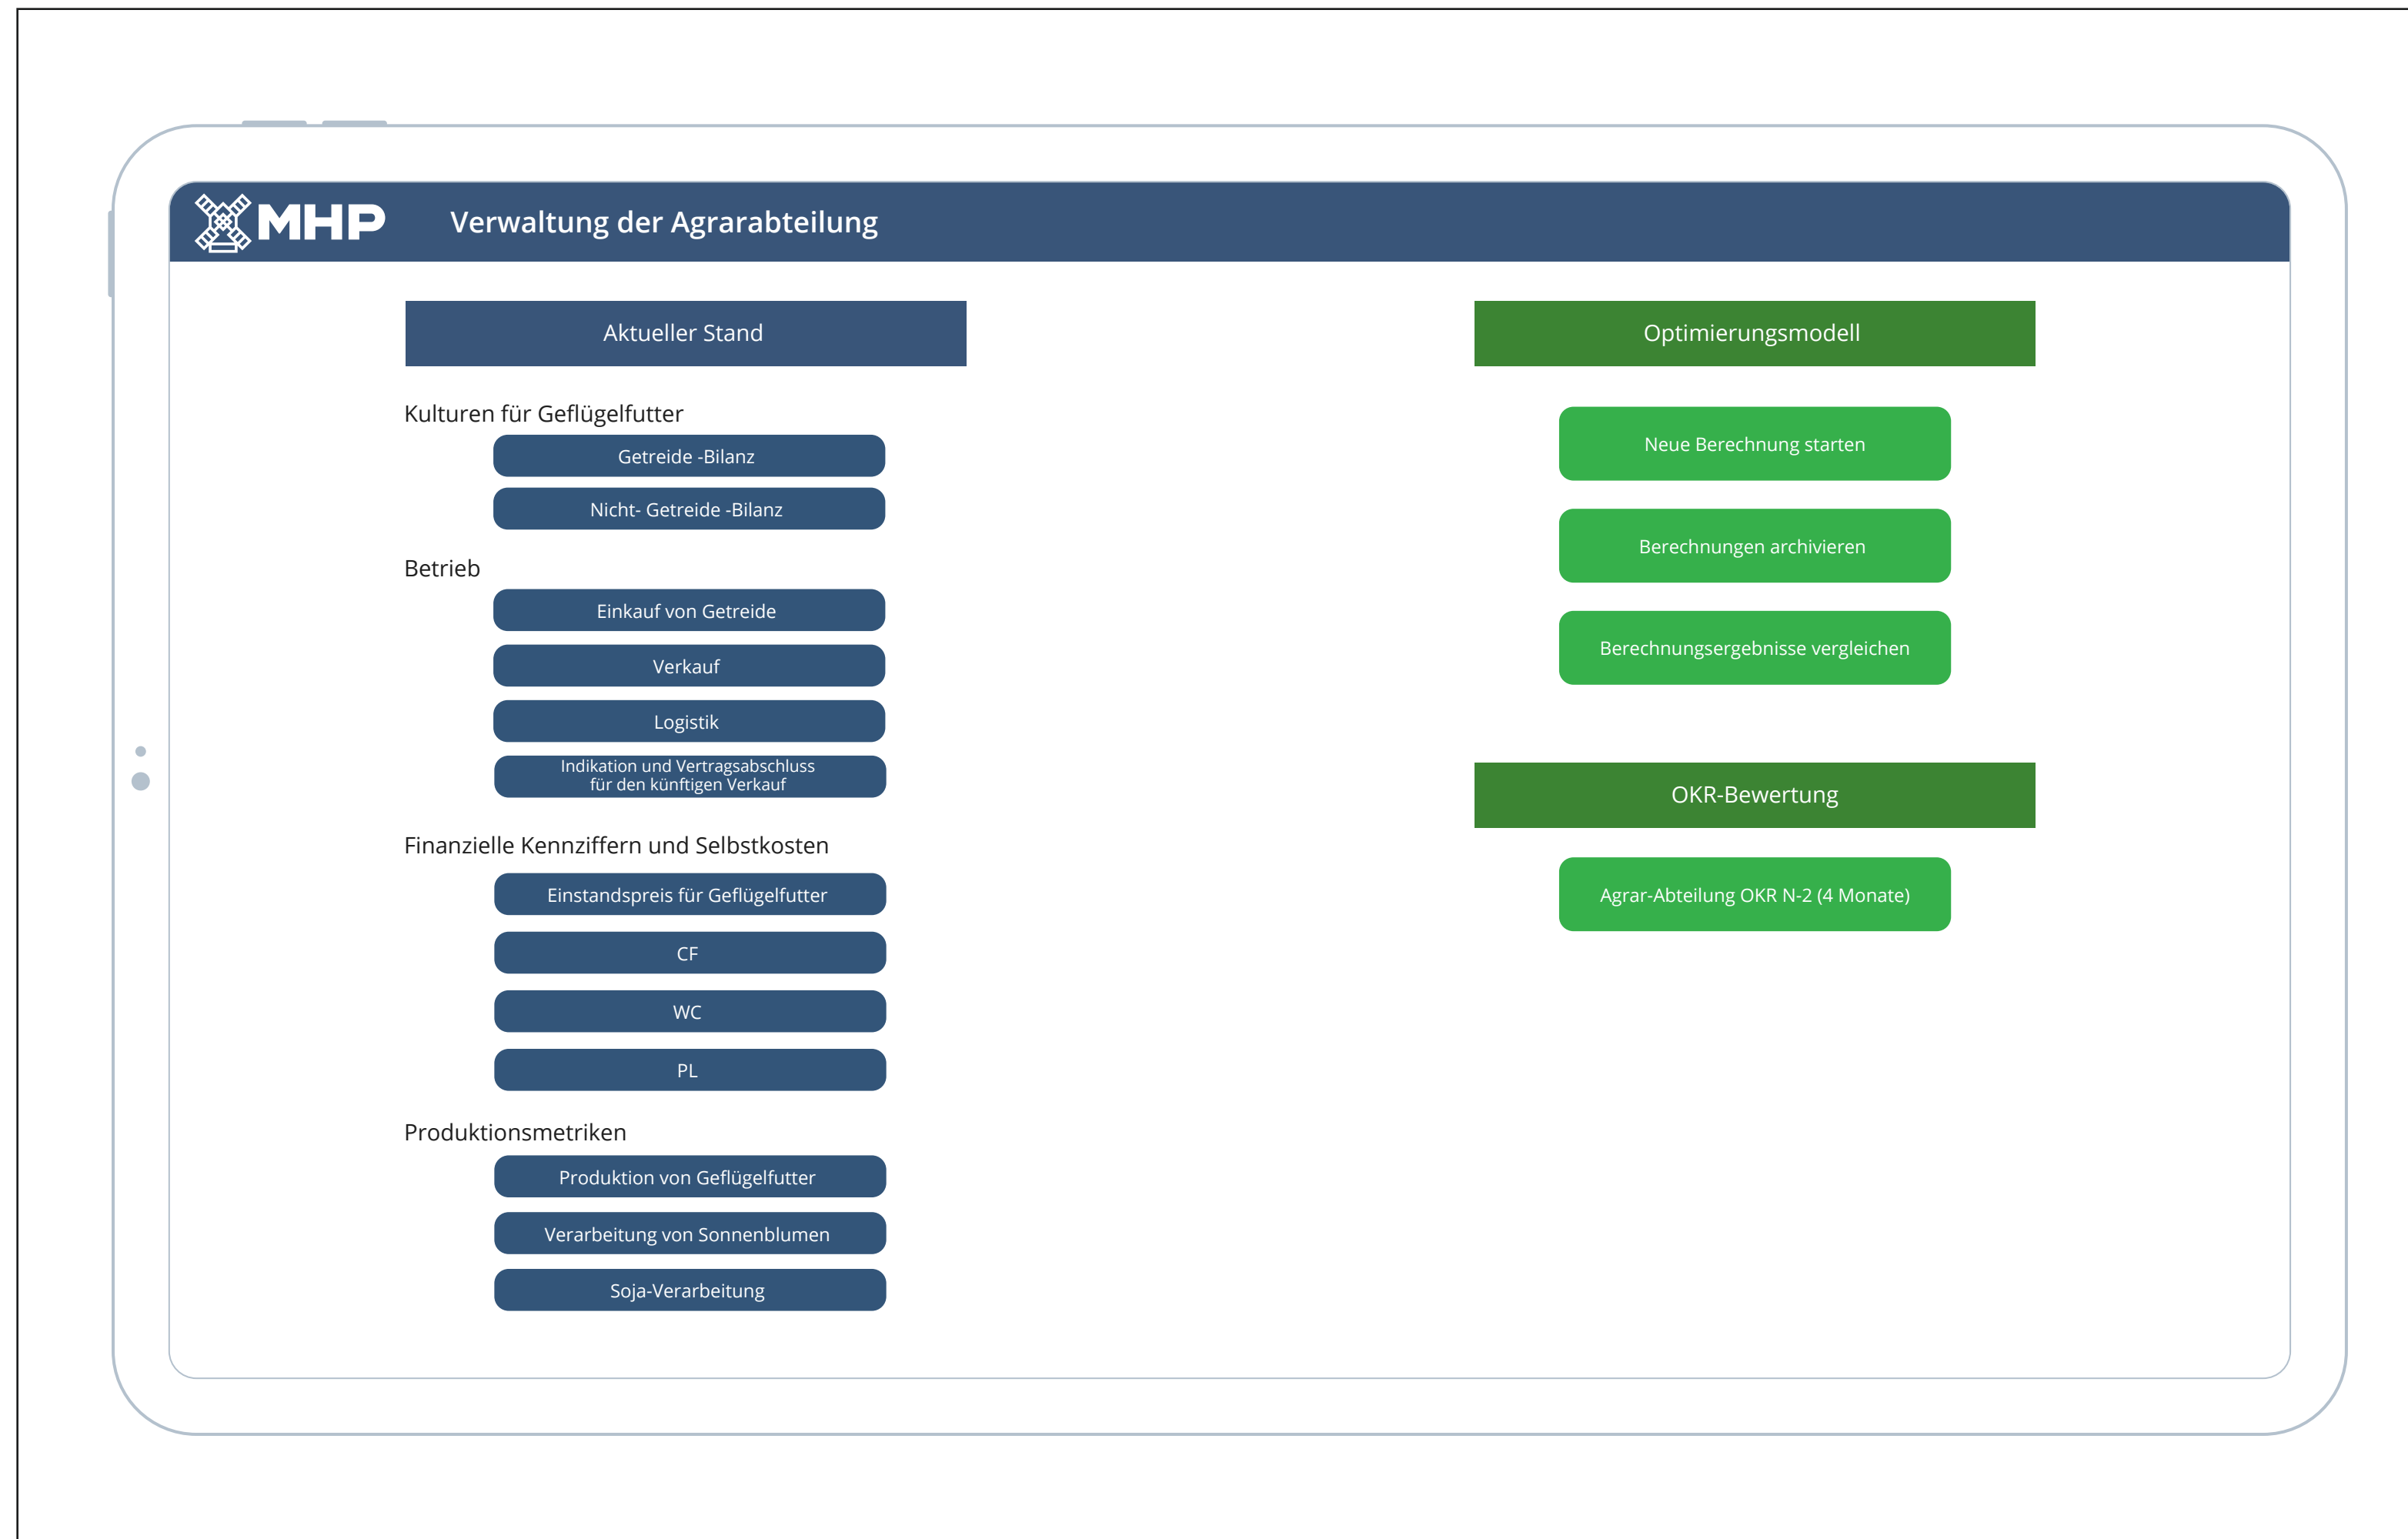 MHP
Verwaltung der Agrarabteilung
Aktueller Stand
Kulturen für Geflügelfutter
Getreide -Bilanz
Nicht- Getreide -Bilanz
Betrieb
Einkauf von Getreide
Verkauf
Logistik
Indikation und Vertragsabschluss
für den künftigen Verkauf
Finanzielle Kennziffern und Selbstkosten
Einstandspreis für Geflügelfutter
CF
WC
PL
Produktionsmetriken
Produktion von Geflügelfutter
Verarbeitung von Sonnenblumen
Soja-Verarbeitung
Optimierungsmodell
Neue Berechnung starten
Berechnungen archivieren
Berechnungsergebnisse vergleichen
OKR-Bewertung
Agrar-Abteilung OKR N-2 (4 Monate)